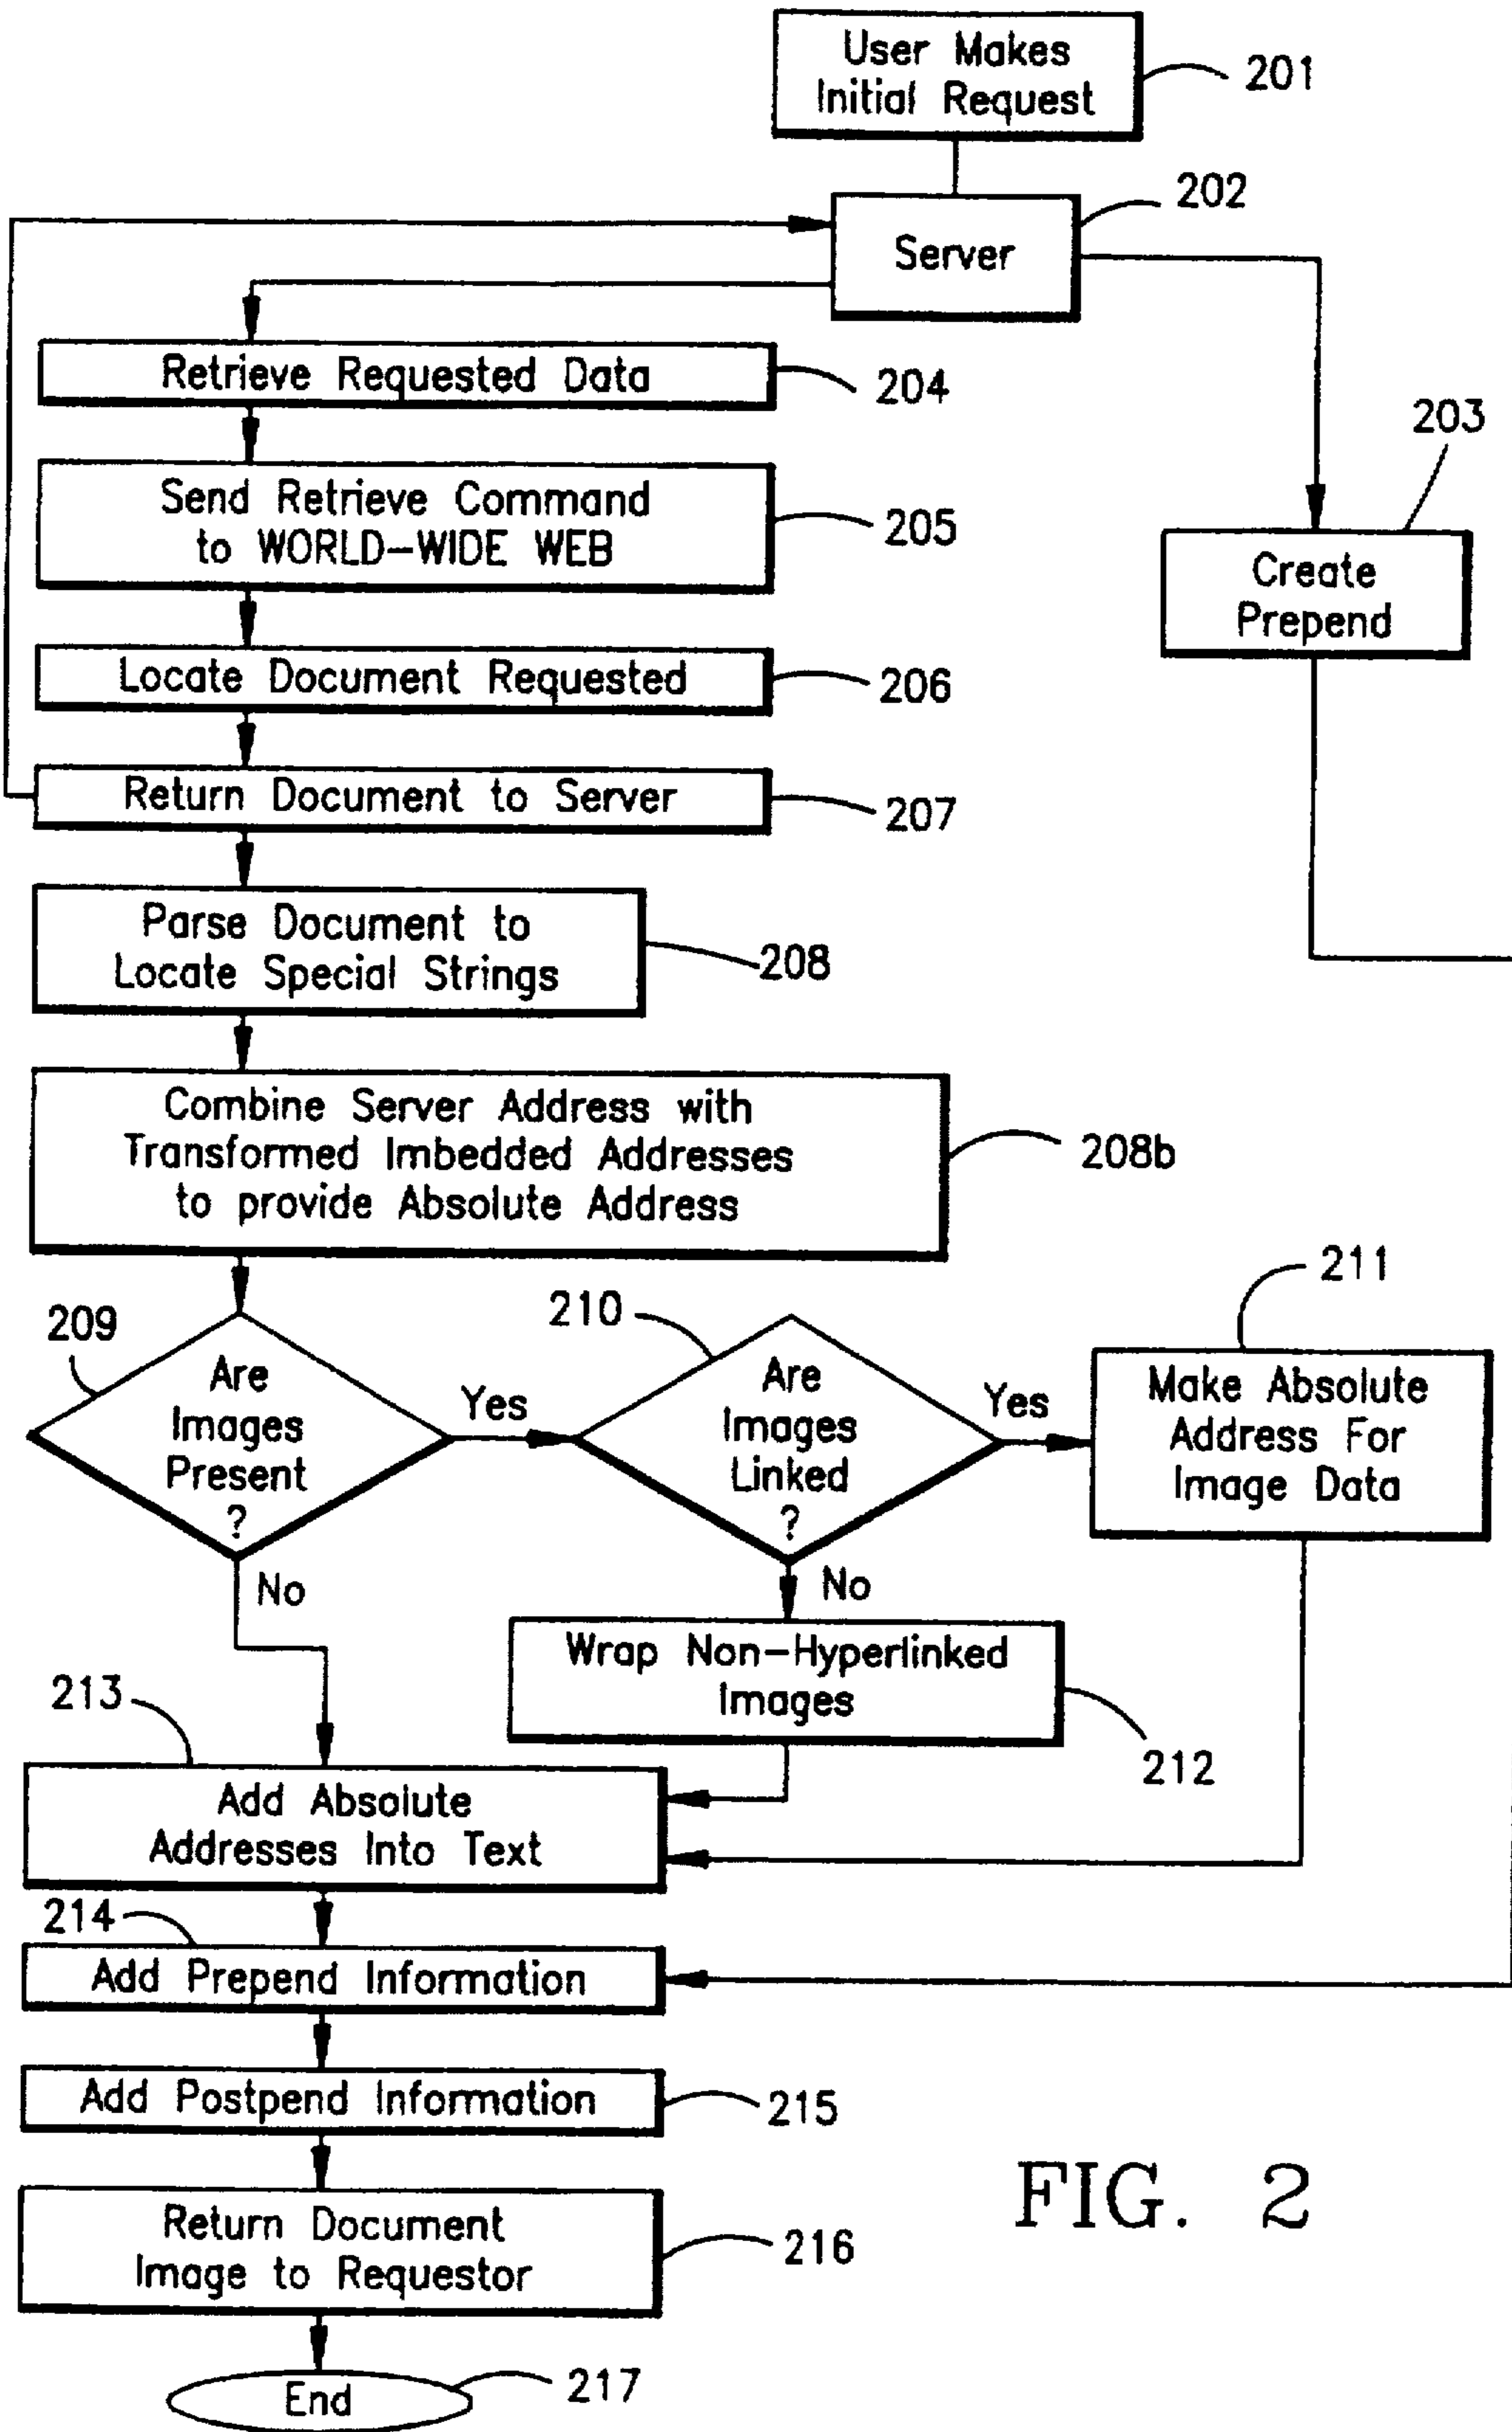 User Makes
Initial Request
201
202
Server
Retrieve Requested Data
204
203
Send Retrieve Command
to WORLD-WIDE WEB
205
Create
Prepend
Locate Document Requested
206
Return Document to Server
207
Parse Document to
Locate Special Strings
208
Combine Server Address with
Transformed Imbedded Addresses
to provide Absolute Address
208b
209
Are
Images
Present
?
Yes
210
Are
Images
Linked
?
Yes
211
Make Absolute
Address For
Image Data
No
No
Wrap Non-Hyperlinked
Images
212
213
Add Absolute
Addresses Into Text
214
Add Prepend Information
Add Postpend Information
215
Return Document
Image to Requestor
216
End
217
FIG. 2